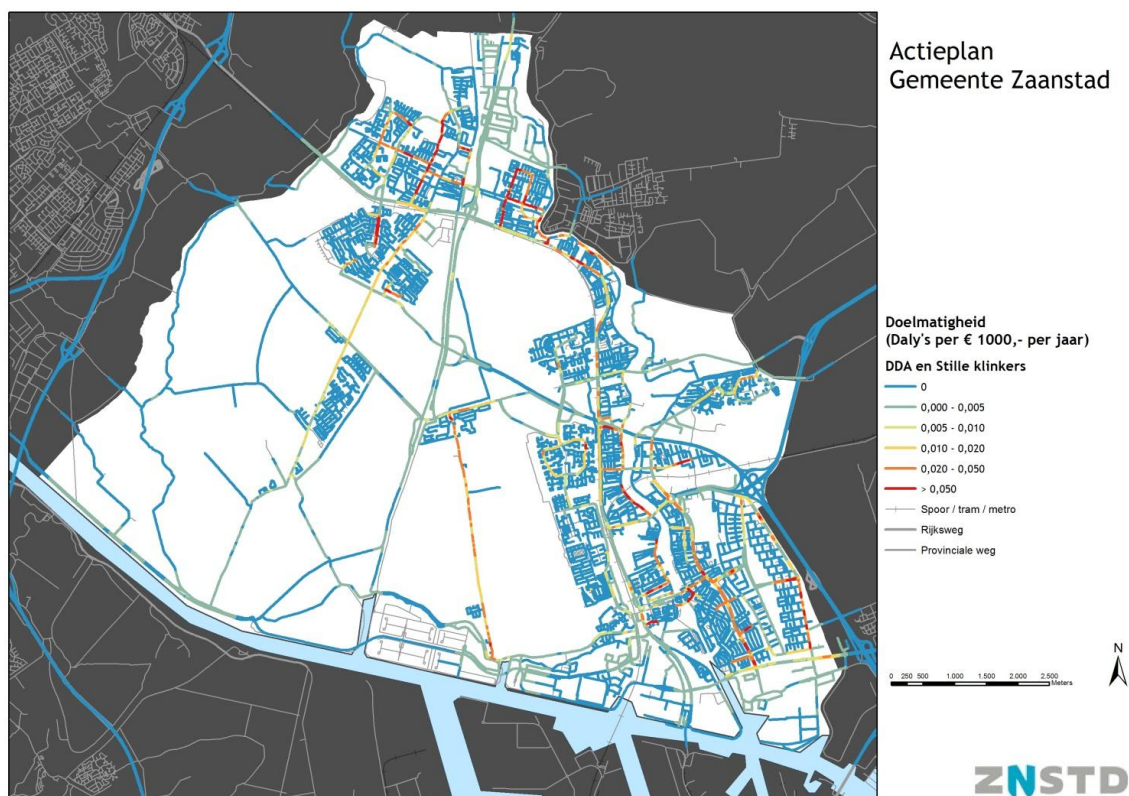 Actieplan
Gemeente Zaanstad
Doelmatigheid
(Daly's per € 1000,- per jaar)
DDA en Stille klinkers
0
0,000 - 0,005
0,005 - 0,010
0,010 - 0,020
0,020 - 0,050
> 0,050
Spoor / tram / metro
Rijksweg
Provinciale weg
N
0 250 500 1.000 1.500 2.000 2.500
Meters
ZNSTD